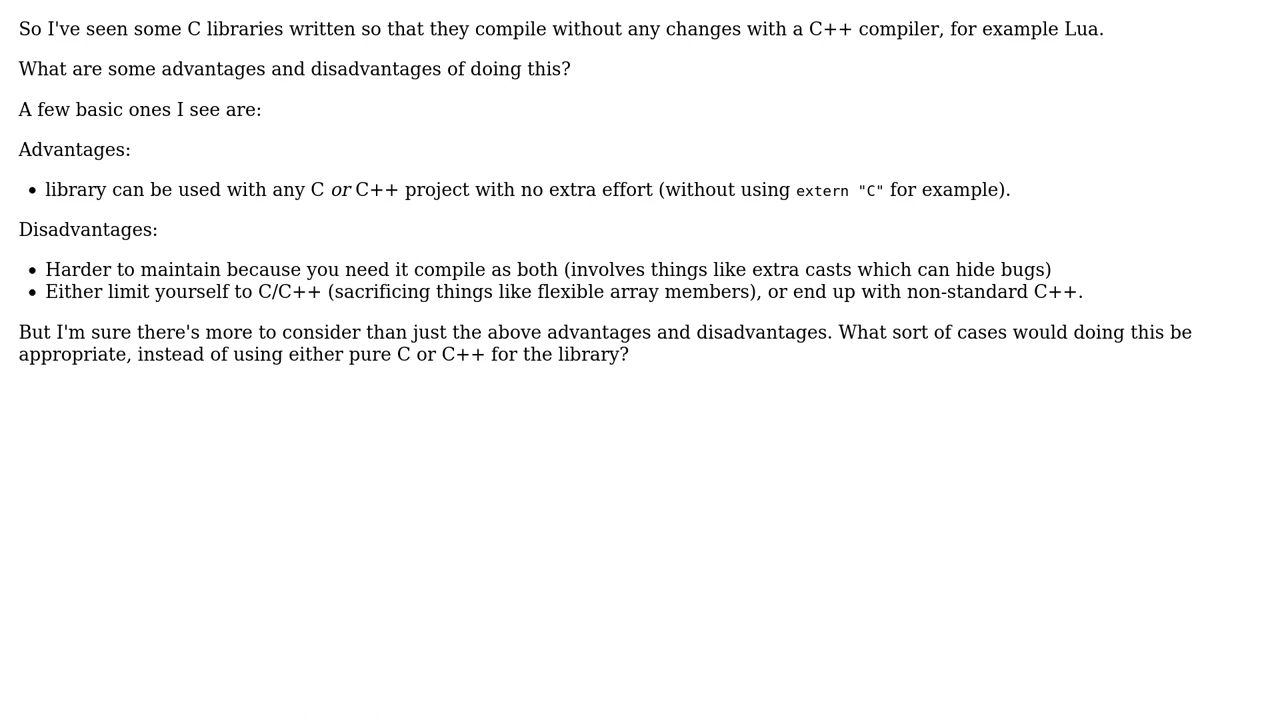 So I've seen some C libraries written so that they compile without any changes with a C++ compiler, for example Lua.
What are some advantages and disadvantages of doing this?
A few basic ones I see are:
Advantages:
• library can be used with any C or C++ project with no extra effort (without using extern "C" for example).
Disadvantages:
• Harder to maintain because you need it compile as both (involves things like extra casts which can hide bugs)
• Either limit yourself to C/C++ (sacrificing things like flexible array members), or end up with non-standard C++.
But I'm sure there's more to consider than just the above advantages and disadvantages. What sort of cases would doing this be
appropriate, instead of using either pure C or C++ for the library?